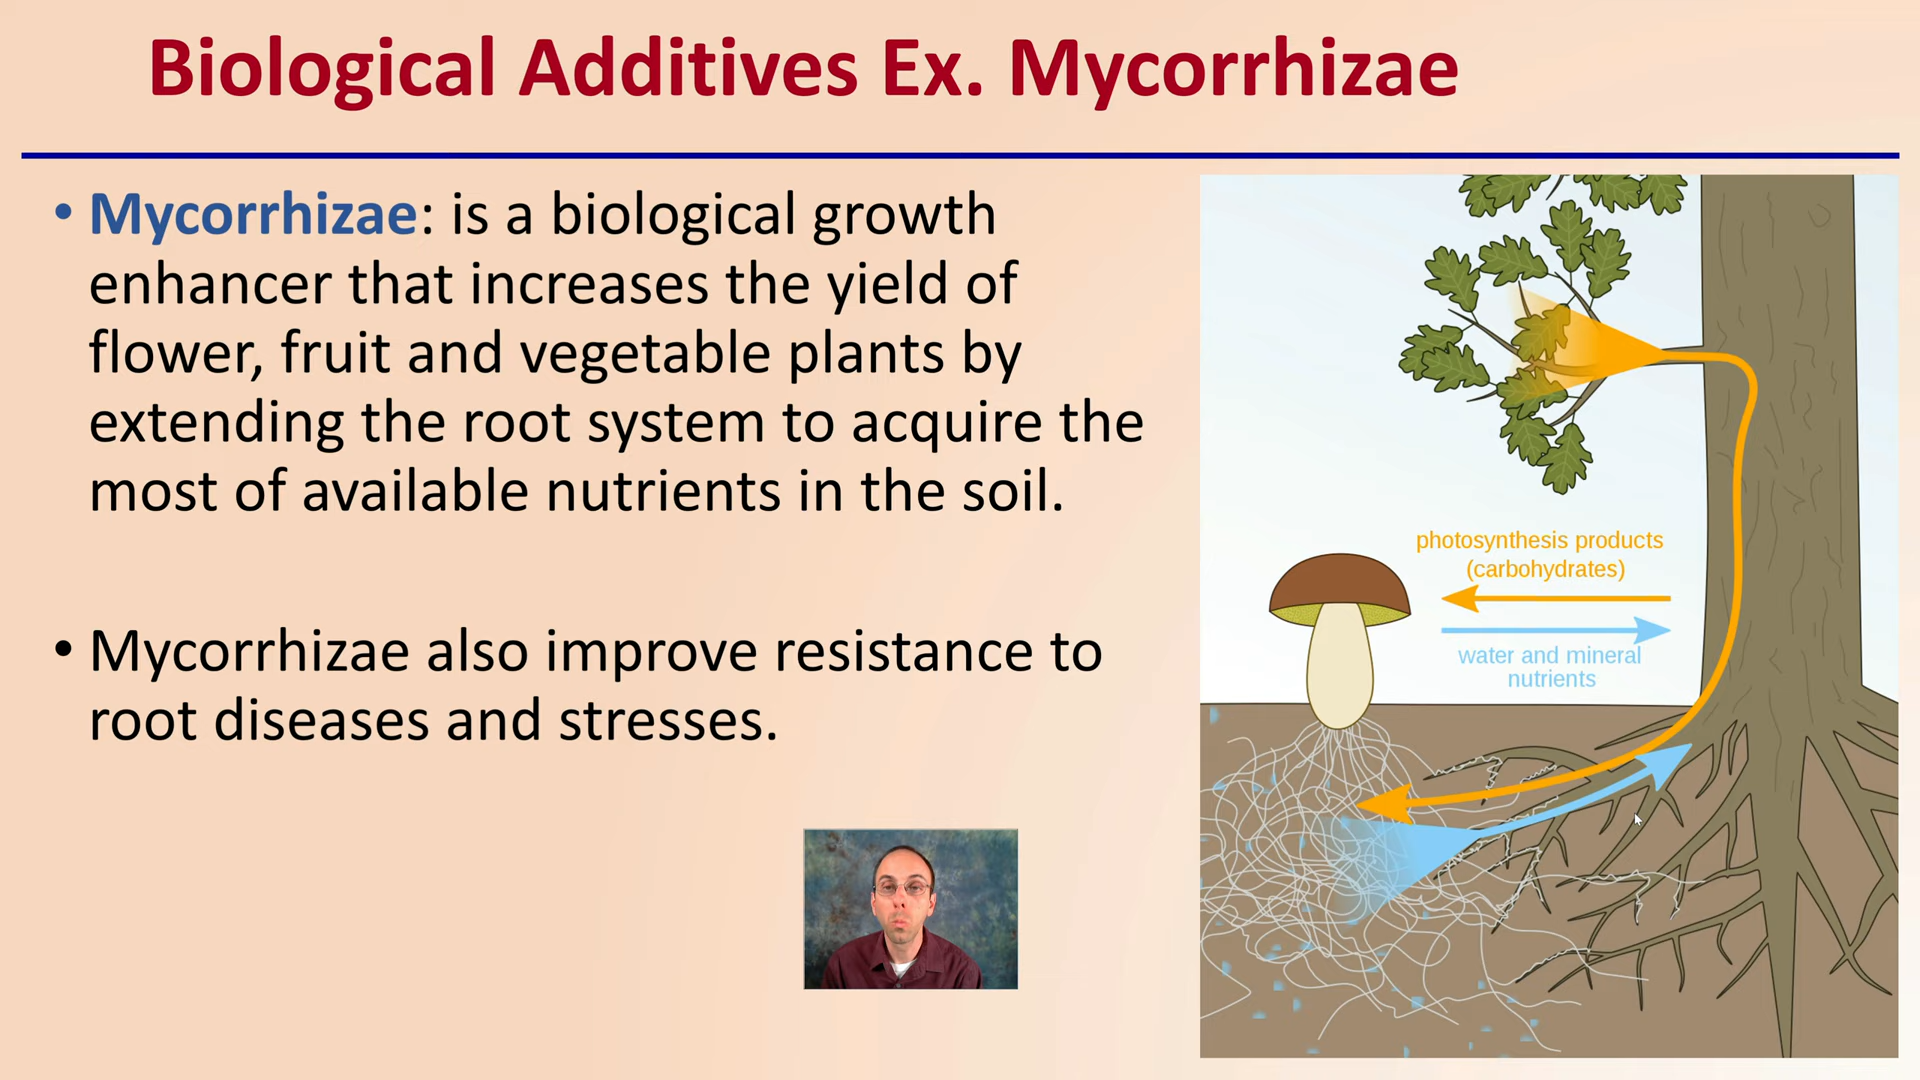 Biological Additives Ex. Mycorrhizae
• Mycorrhizae: is a biological growth
enhancer that increases the yield of
flower, fruit and vegetable plants by
extending the root system to acquire the
most of available nutrients in the soil.
• Mycorrhizae also improve resistance to
root diseases and stresses.
photosynthesis products
(carbohydrates)
water and mineral
nutrients